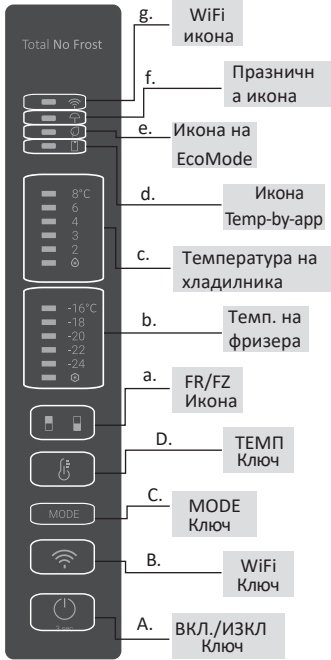 g.
WiFi
икона
Total No Frost
f.
Празничн
а икона
e.
Икона на
EcoMode
d.
Икона
Temp-by-app
8°C
6
4
3
2
c.
Температура на
хладилника
-16°C
-18
-20
-22
-24
b.
Темп. на
фризера
a.
FR/FZ
Икона
D.
ТЕМП
Ключ
C.
MODE
MODE
Ключ
B.
WiFi
Ключ
A.
ВКЛ./ИЗКЛ
Ключ
3 sec